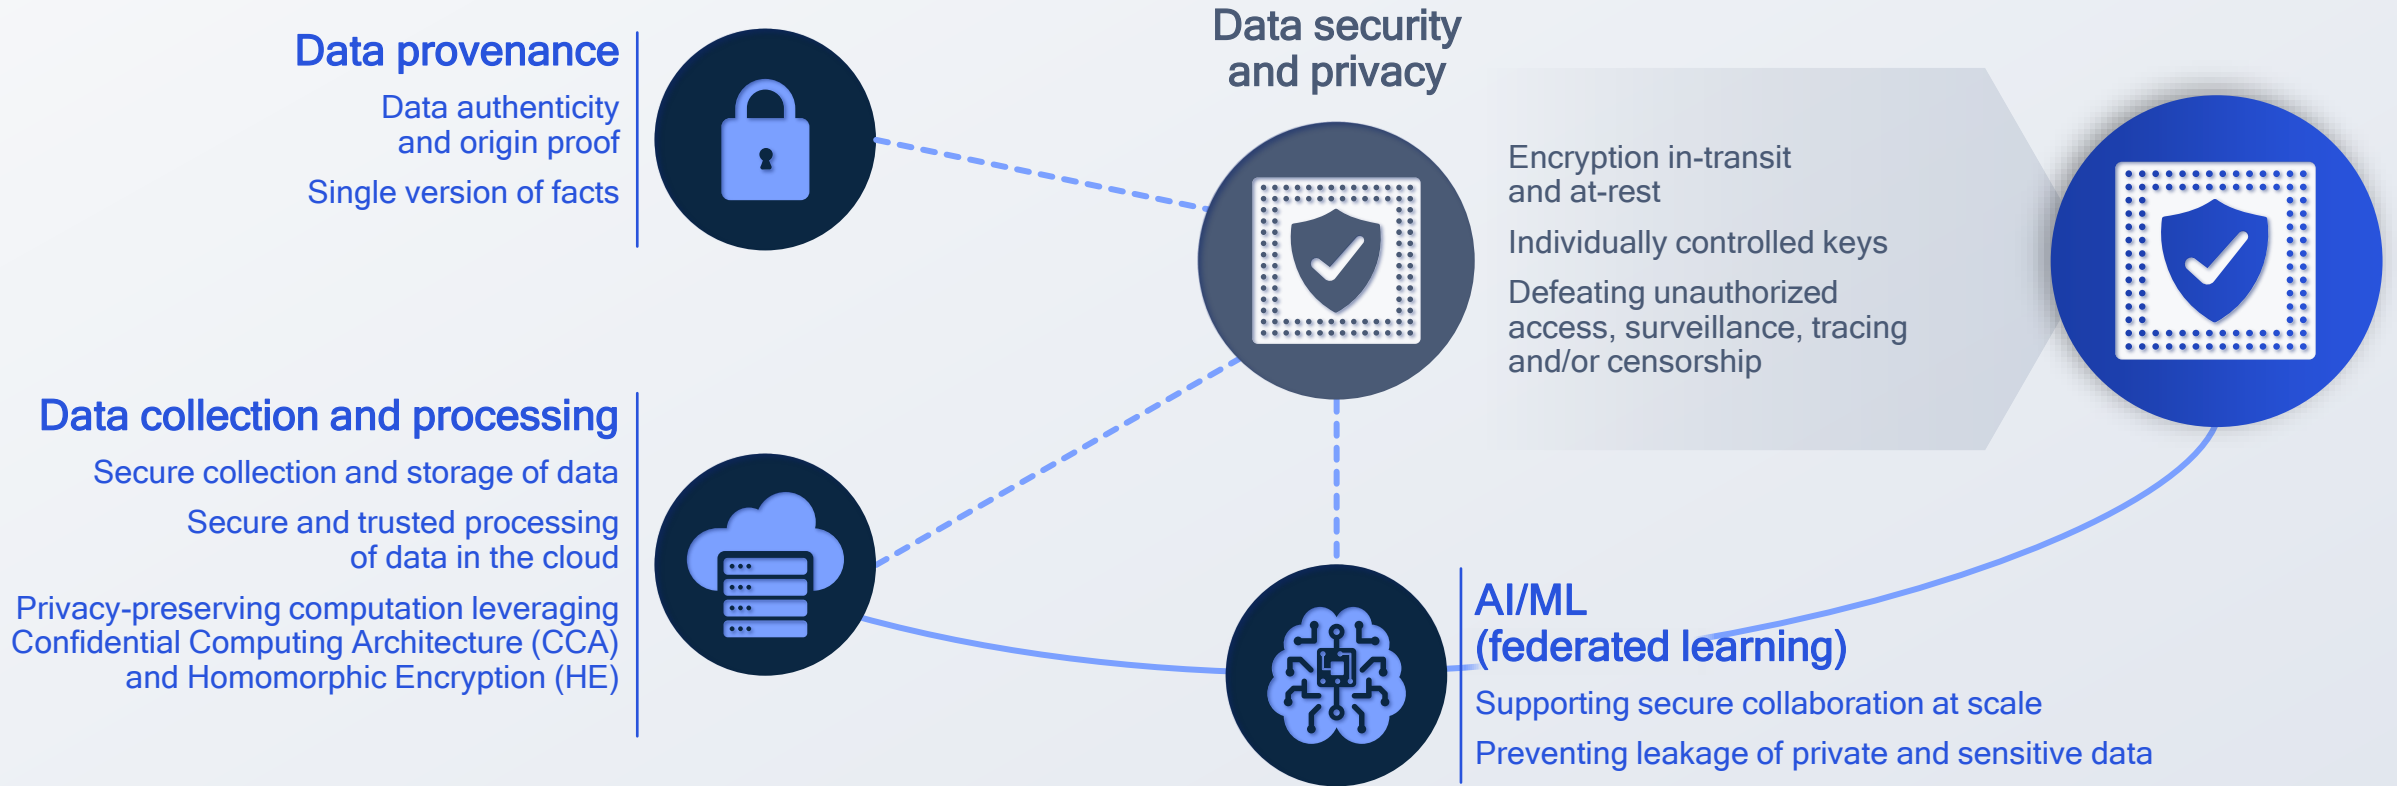 Data provenance
Data authenticity
and origin proof
Single version of facts
Data security
and privacy
Encryption in-transit
and at-rest
Individually controlled keys
Defeating unauthorized
access, surveillance, tracing
and/or censorship
Data collection and processing
Secure collection and storage of data
Secure and trusted processing
of data in the cloud
Privacy-preserving computation leveraging
Confidential Computing Architecture (CCA)
and Homomorphic Encryption (HE)
AI/ML
(federated learning)
Supporting secure collaboration at scale
Preventing leakage of private and sensitive data